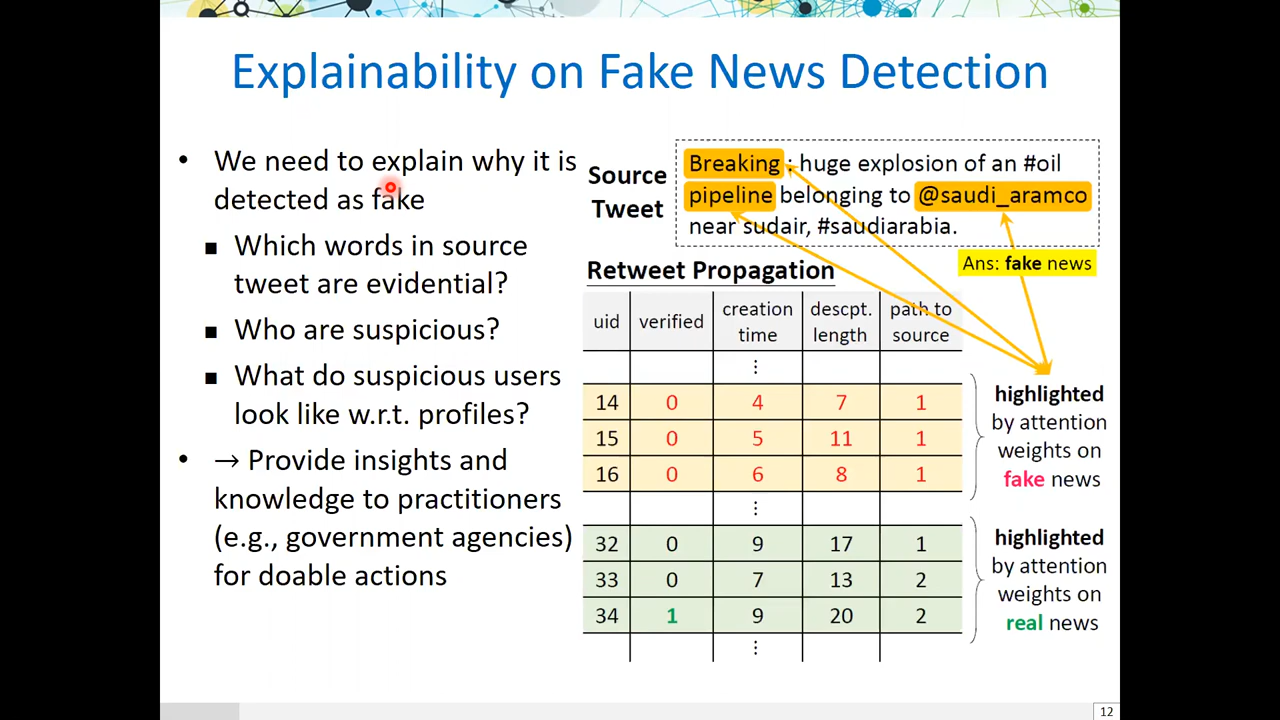 Explainability on Fake News Detection
• We need to explain why it is
detected as fake
▪ Which words in source
tweet are evidential?
▪ Who are suspicious?
▪ What do suspicious users
look like w.r.t. profiles?
• → Provide insights and
knowledge to practitioners
(e.g., government agencies)
for doable actions
Source
Tweet
Breaking : huge explosion of an #oil
pipeline belonging to @saudi_aramco
near sudair, #saudiarabia.
Ans: fake news
Retweet Propagation
uid verified creation time descpt. length path to source
⋮
14 0 4 7 1
15 0 5 11 1
16 0 6 8 1
⋮
32 0 9 17 1
33 0 7 13 2
34 1 9 20 2
⋮
highlighted
by attention
weights on
fake news
highlighted
by attention
weights on
real news
12